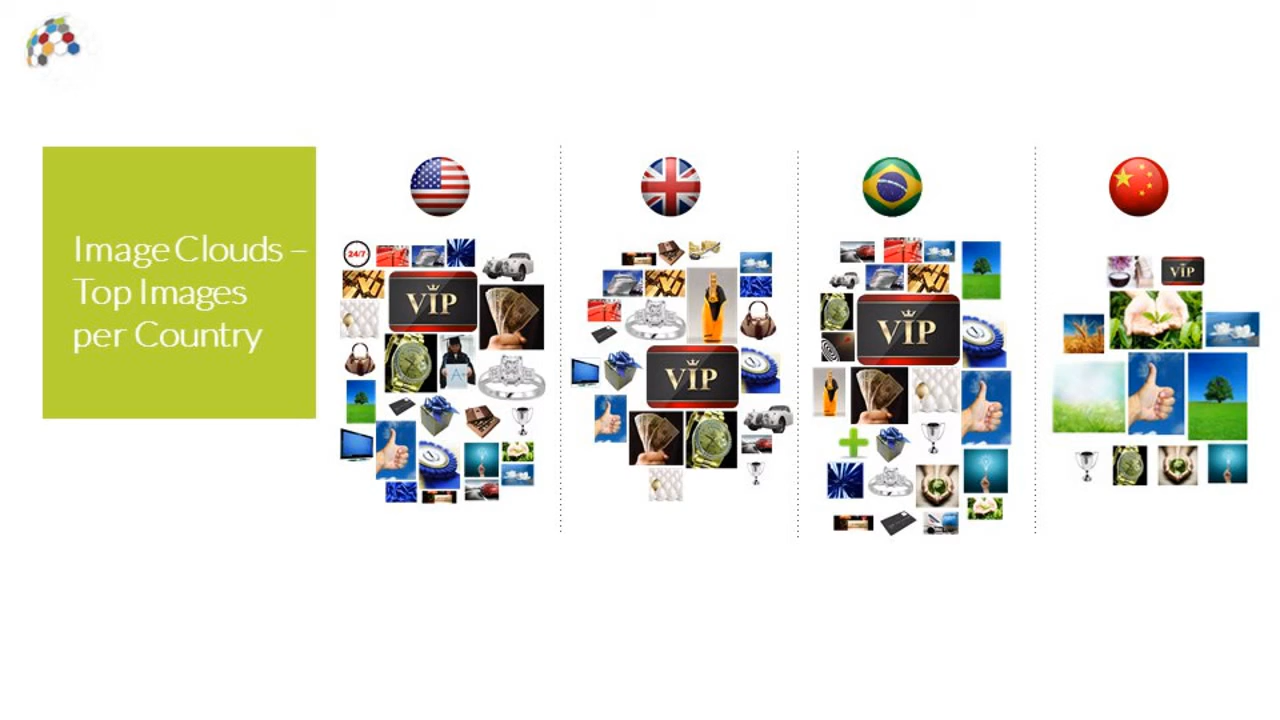 Image Clouds –
Top Images
per Country
24/7
VIP
A+
VIP
VIP
VIP